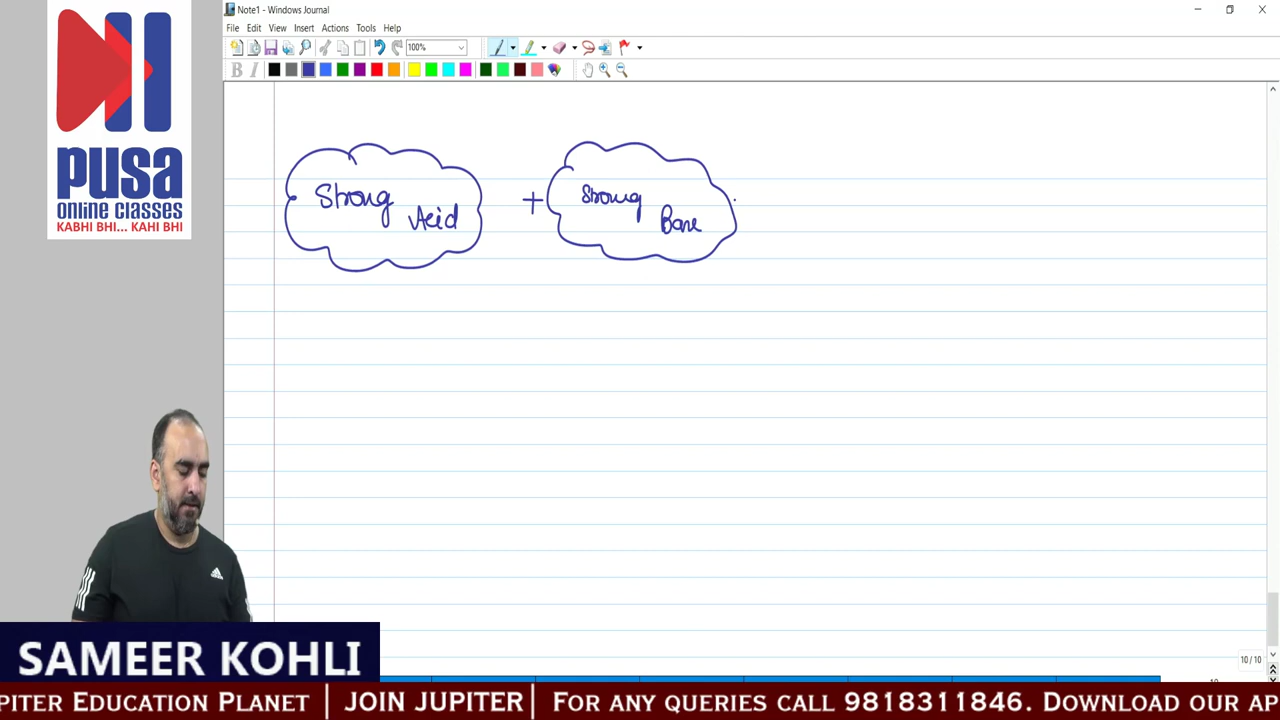 Note1 - Windows Journal
File Edit View Insert Actions Tools Help
100%
B I
PUSA
ONLINE CLASSES
KABHI BHI... KAHI BHI
Strong Acid + Strong Base
10 / 10
SAMEER KOHLI
PITER EDUCATION PLANET | JOIN JUPITER | FOR ANY QUERIES CALL 9818311846. DOWNLOAD OUR AP